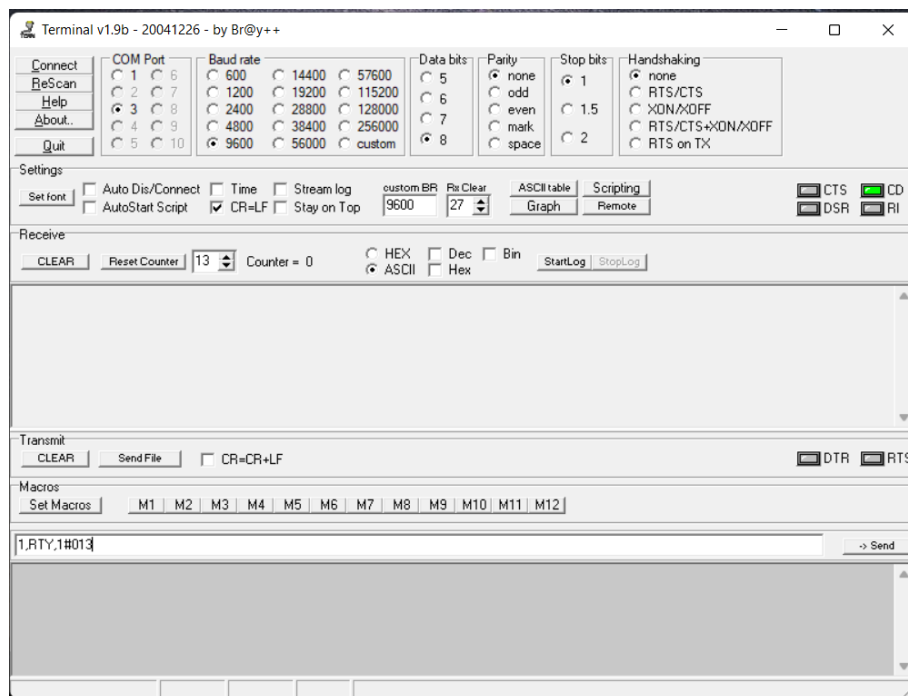 Terminal v1.9b - 20041226 - by Br@y++
Connect
ReScan
Help
About..
Quit
COM Port
1 6
2 7
3 8
4 9
5 10
Baud rate
600 14400 57600
1200 19200 115200
2400 28800 128000
4800 38400 256000
9600 56000 custom
Data bits
5
6
7
8
Parity
none
odd
even
mark
space
Stop bits
1
1.5
2
Handshaking
none
RTS/CTS
XON/XOFF
RTS/CTS+XON/XOFF
RTS on TX
Settings
Set font
Auto Dis/Connect Time Stream log
AutoStart Script CR=LF Stay on Top
custom BR Rx Clear
9600 27
ASCII table Scripting
Graph Remote
CTS CD
DSR RI
Receive
CLEAR Reset Counter 13 Counter = 0
HEX Dec Bin
ASCII Hex
StartLog StopLog
Transmit
CLEAR Send File CR=CR+LF DTR RTS
Macros
Set Macros M1 M2 M3 M4 M5 M6 M7 M8 M9 M10 M11 M12
1,RTY,1#013
-> Send